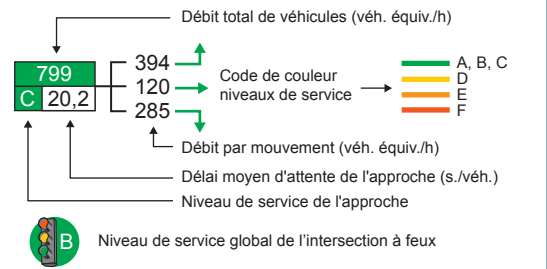 Débit total de véhicules (véh. équiv./h)
799
C 20,2
394
120
285
Code de couleur
niveaux de service
A, B, C
D
E
F
Débit par mouvement (véh. équiv./h)
Délai moyen d'attente de l'approche (s./véh.)
Niveau de service de l'approche
B
Niveau de service global de l'intersection à feux